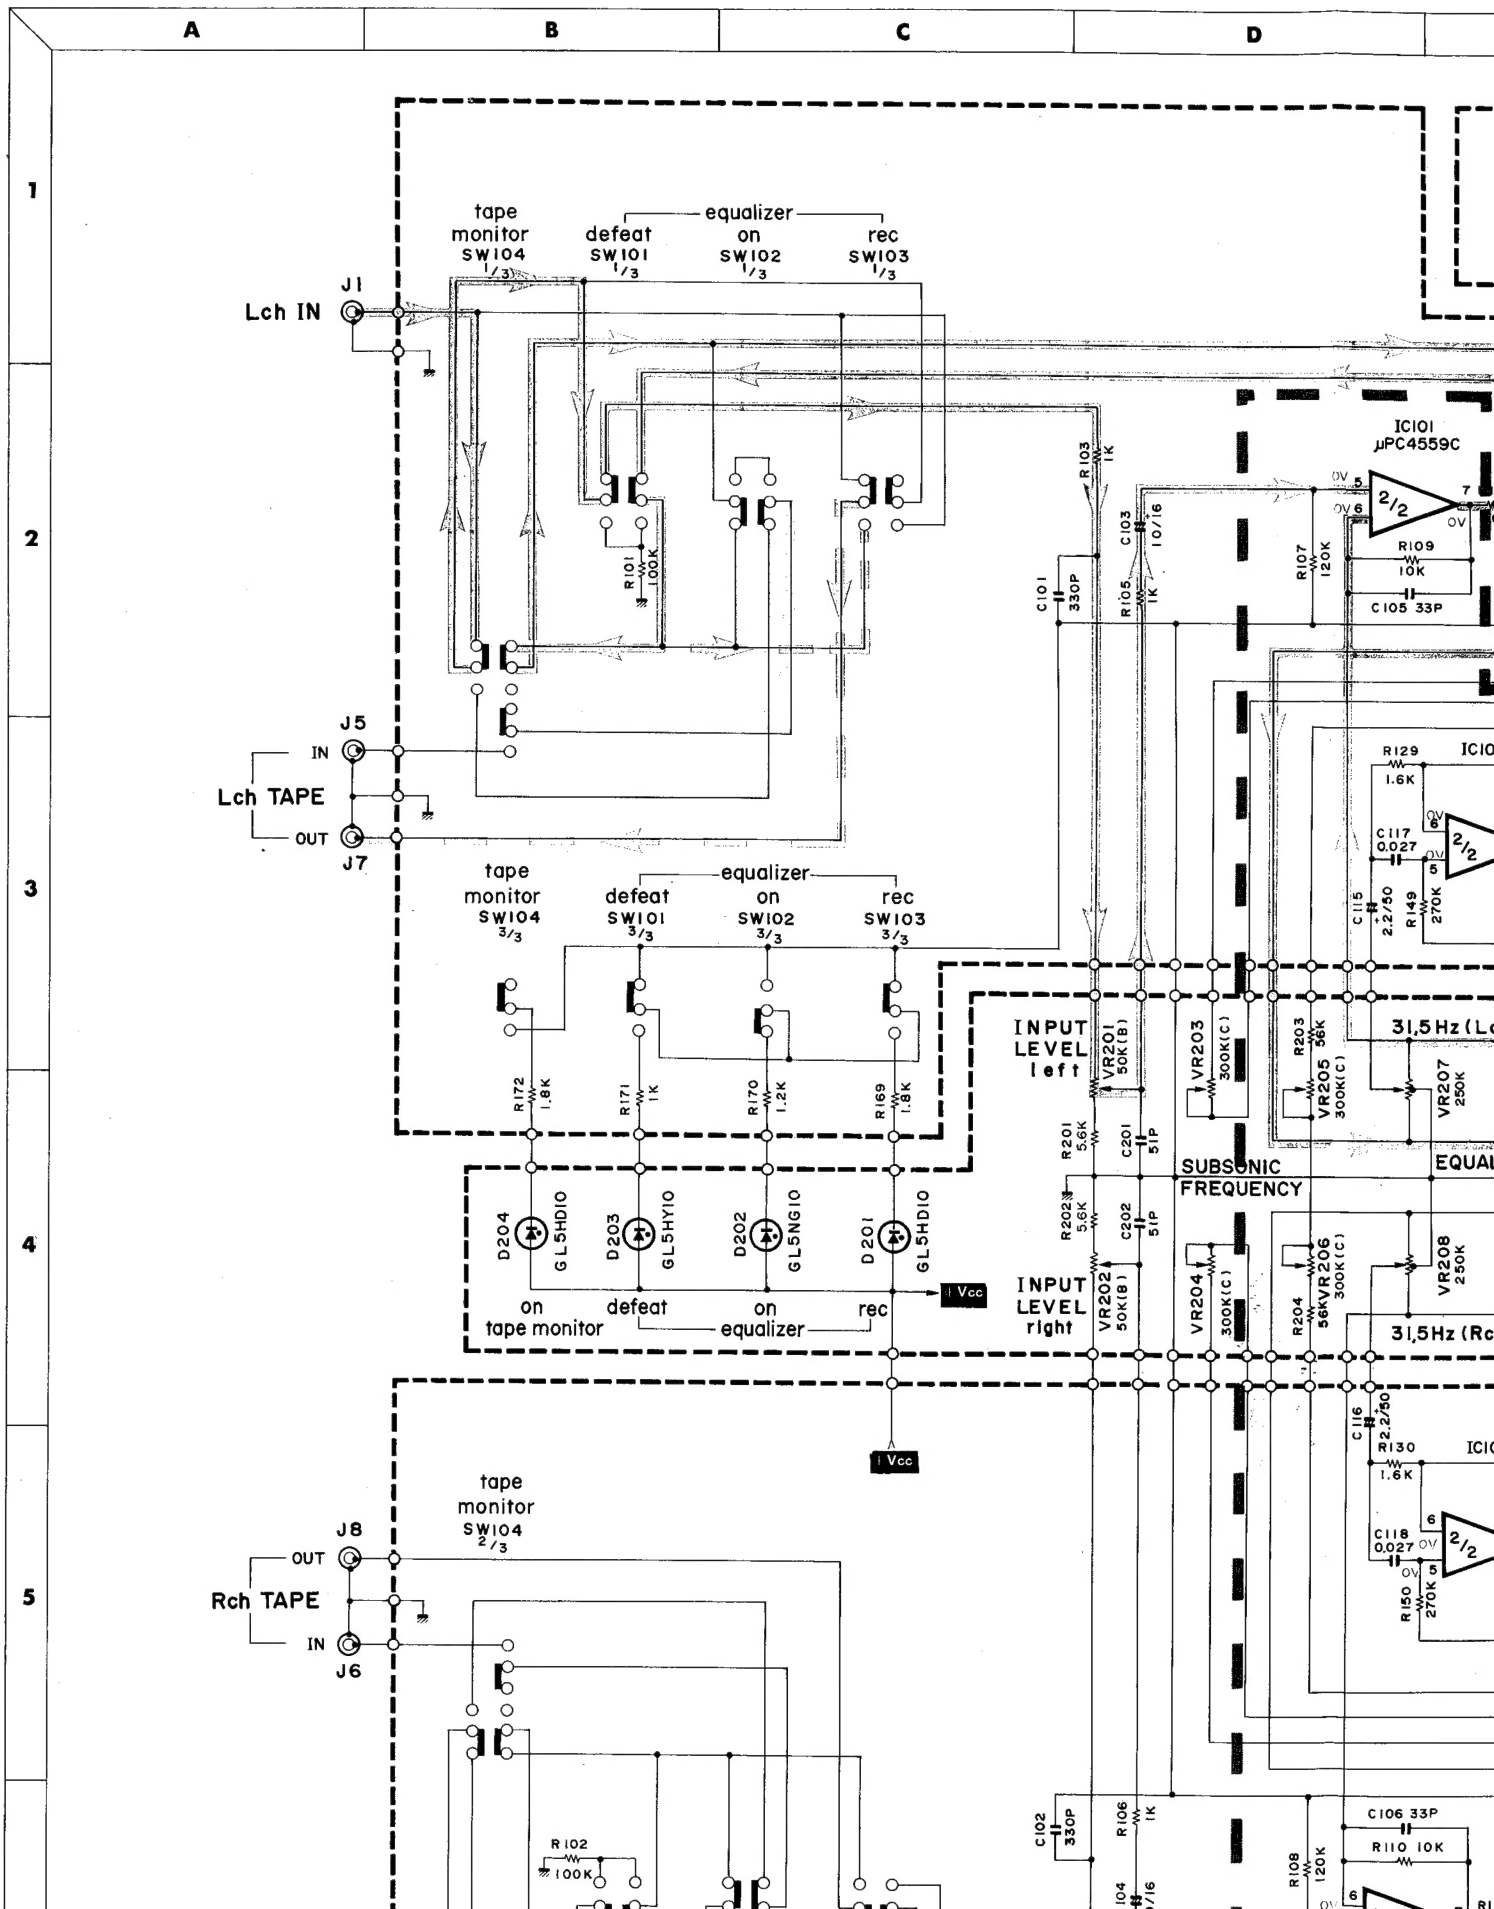 A
B
C
D
1
2
3
4
5
tape
monitor
SW104
1/3
defeat
SW101
1/3
equalizer
on
SW102
1/3
rec
SW103
1/3
J1
Lch IN
R103
1K
IC101
µPC4559C
0V
5
0V
6
2/2
7
0V
C103
+
10/16
R107
120K
R109
10K
C105 33P
R101
100K
C101
330P
R105
1K
J5
IN
Lch TAPE
OUT
J7
R129
1.6K
0V
6
C117
0.027
0V
5
2/2
C115
+
2.2/50
R149
270K
tape
monitor
SW104
3/3
defeat
SW101
3/3
equalizer
on
SW102
3/3
rec
SW103
3/3
INPUT
LEVEL
left
VR201
50K(B)
VR203
300K(C)
R203
56K
VR205
300K(C)
VR207
250K
R172
1.8K
R171
1K
R170
1.2K
R169
1.8K
R201
5.6K
C201
51P
SUBSONIC
FREQUENCY
R202
5.6K
C202
51P
D204
GL5HD10
D203
GL5HY10
D202
GL5NG10
D201
GL5HD10
on
tape monitor
defeat
on
equalizer
rec
INPUT
LEVEL
right
VR202
50K(B)
VR204
300K(C)
R204
56K
VR206
300K(C)
VR208
250K
C116
+
2.2/50
R130
1.6K
6
C118
0.027
0V
0V
5
2/2
R150
270K
tape
monitor
SW104
2/3
J8
OUT
Rch TAPE
IN
J6
R102
100K
C102
330P
R106
1K
C106 33P
R110 10K
R108
120K
0V
6